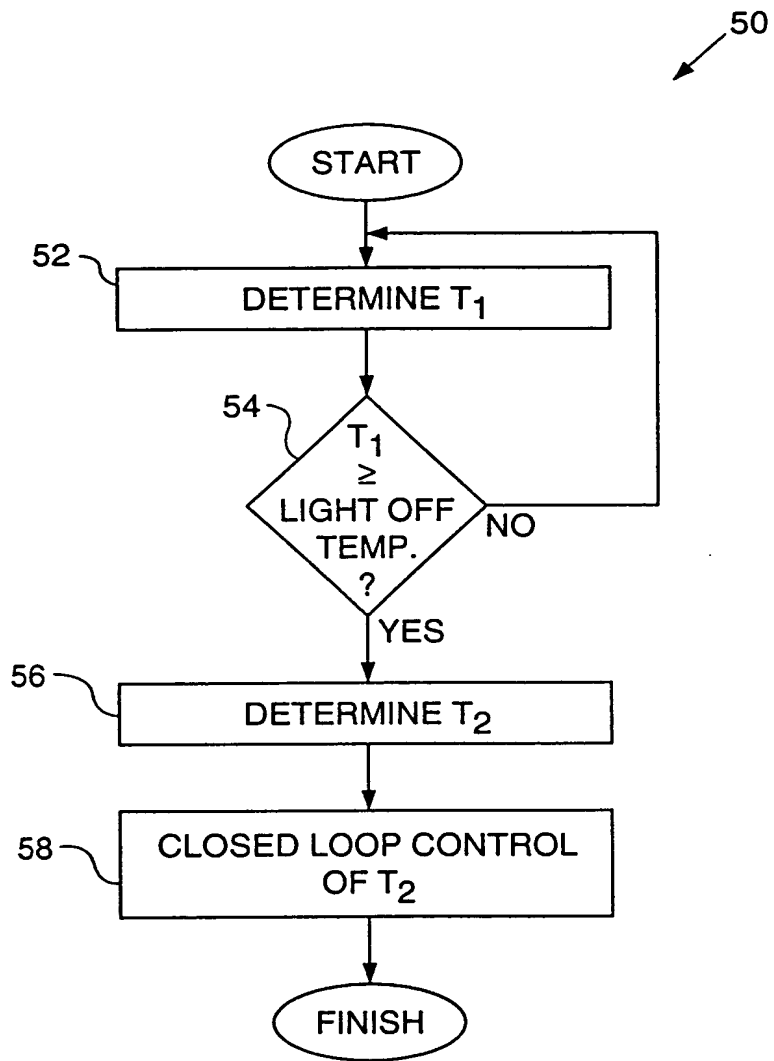 50
START
52
DETERMINE T1
54
T1
≥
LIGHT OFF
TEMP.
?
NO
YES
56
DETERMINE T2
58
CLOSED LOOP CONTROL
OF T2
FINISH